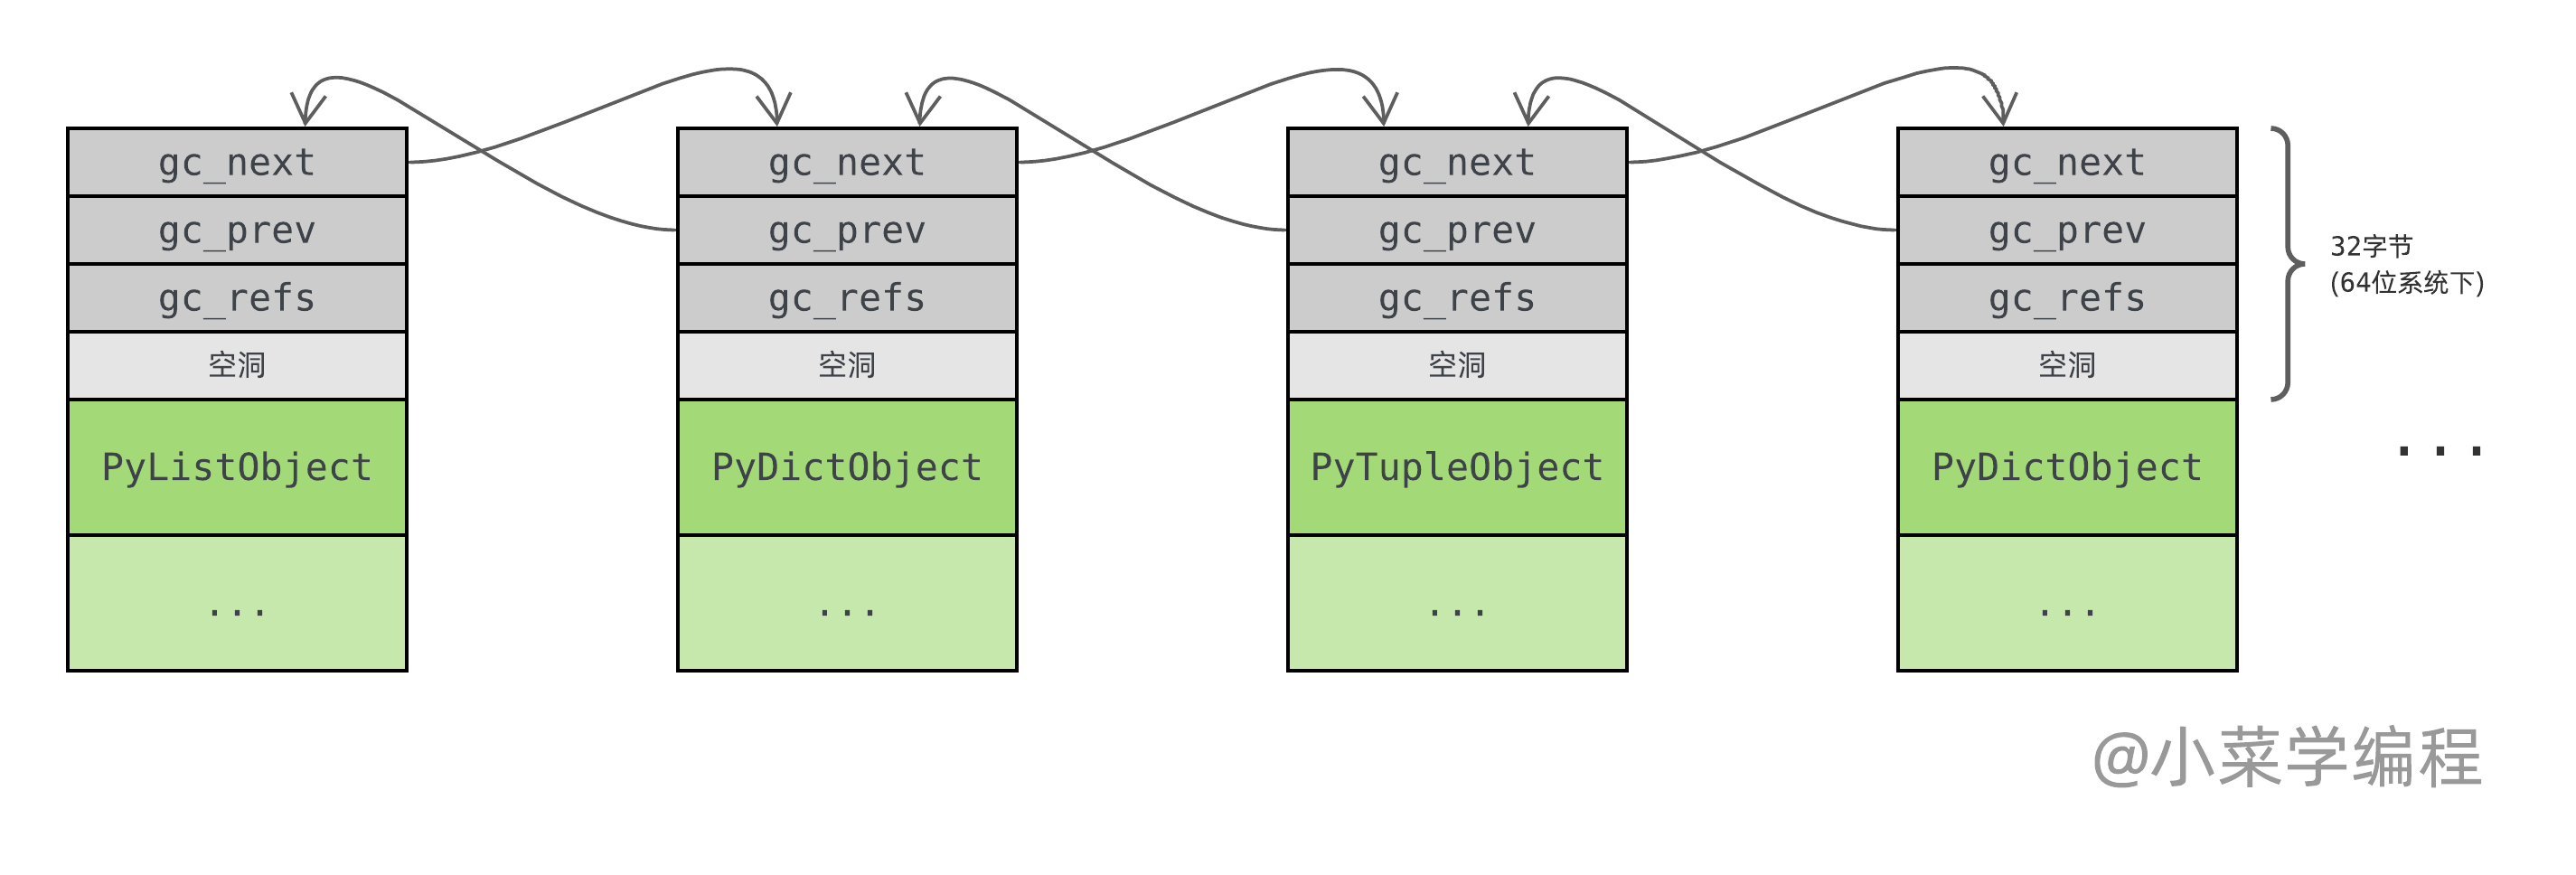 gc_next
gc_prev
gc_refs
空洞
PyListObject
...
gc_next
gc_prev
gc_refs
空洞
PyDictObject
...
gc_next
gc_prev
gc_refs
空洞
PyTupleObject
...
gc_next
gc_prev
gc_refs
空洞
PyDictObject
...
32字节
(64位系统下)
...
@小菜学编程